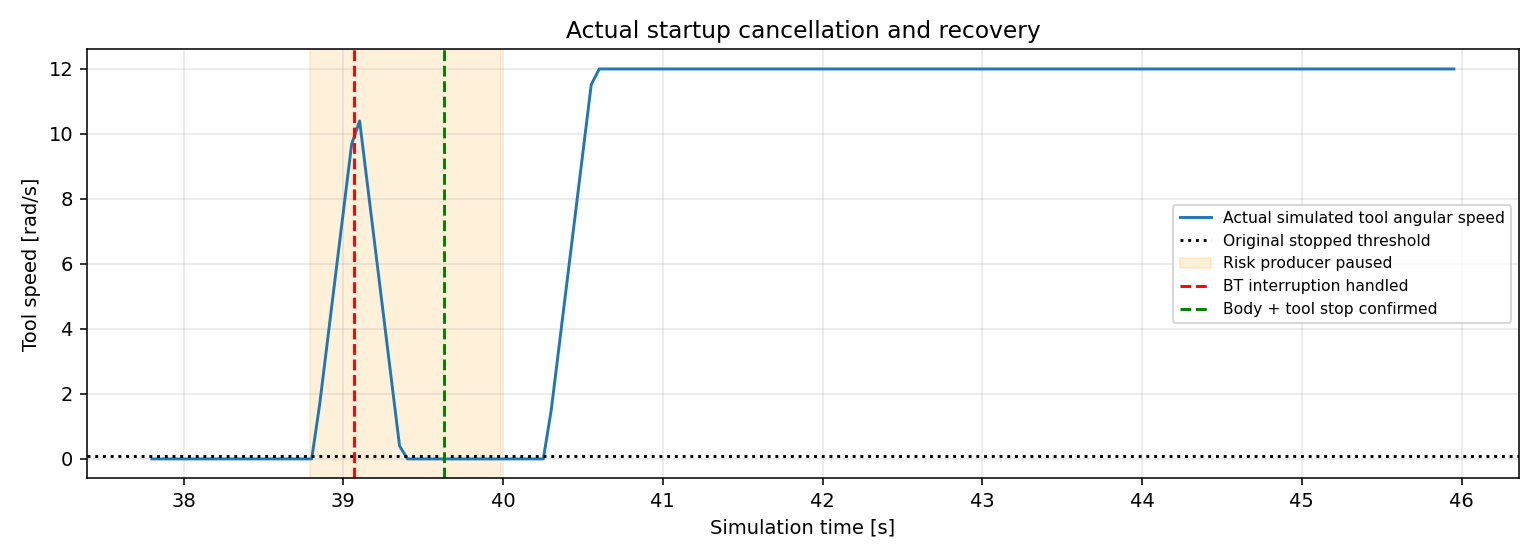 Actual startup cancellation and recovery
Tool speed [rad/s]
12
10
8
6
4
2
0
Actual simulated tool angular speed
Original stopped threshold
Risk producer paused
BT interruption handled
Body + tool stop confirmed
38 39 40 41 42 43 44 45 46
Simulation time [s]